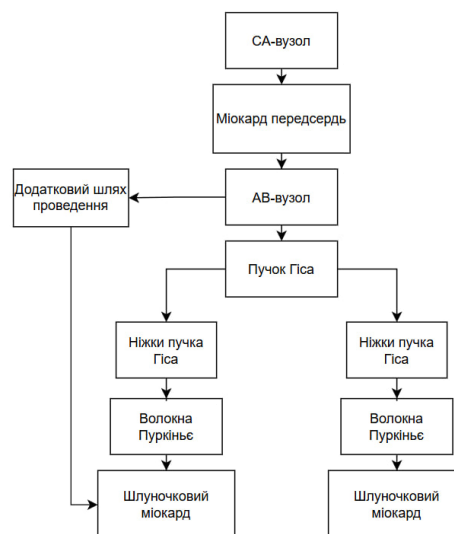 СА-вузол
Міокард передсердь
Додатковий шлях
проведення
АВ-вузол
Пучок Гіса
Ніжки пучка
Гіса
Ніжки пучка
Гіса
Волокна
Пуркіньє
Волокна
Пуркіньє
Шлуночковий
міокард
Шлуночковий
міокард